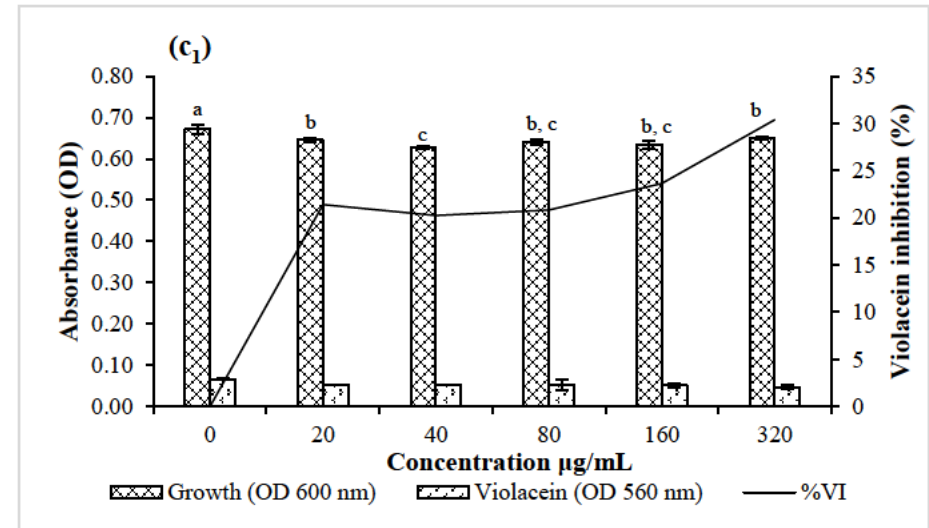 (c1)
Absorbance (OD)
0.80
0.70
0.60
0.50
0.40
0.30
0.20
0.10
0.00
a
b
c
b, c
b, c
b
35
30
25
20
15
10
5
0
Violacein inhibition (%)
0 20 40 80 160 320
Concentration µg/mL
Growth (OD 600 nm) Violacein (OD 560 nm) %VI